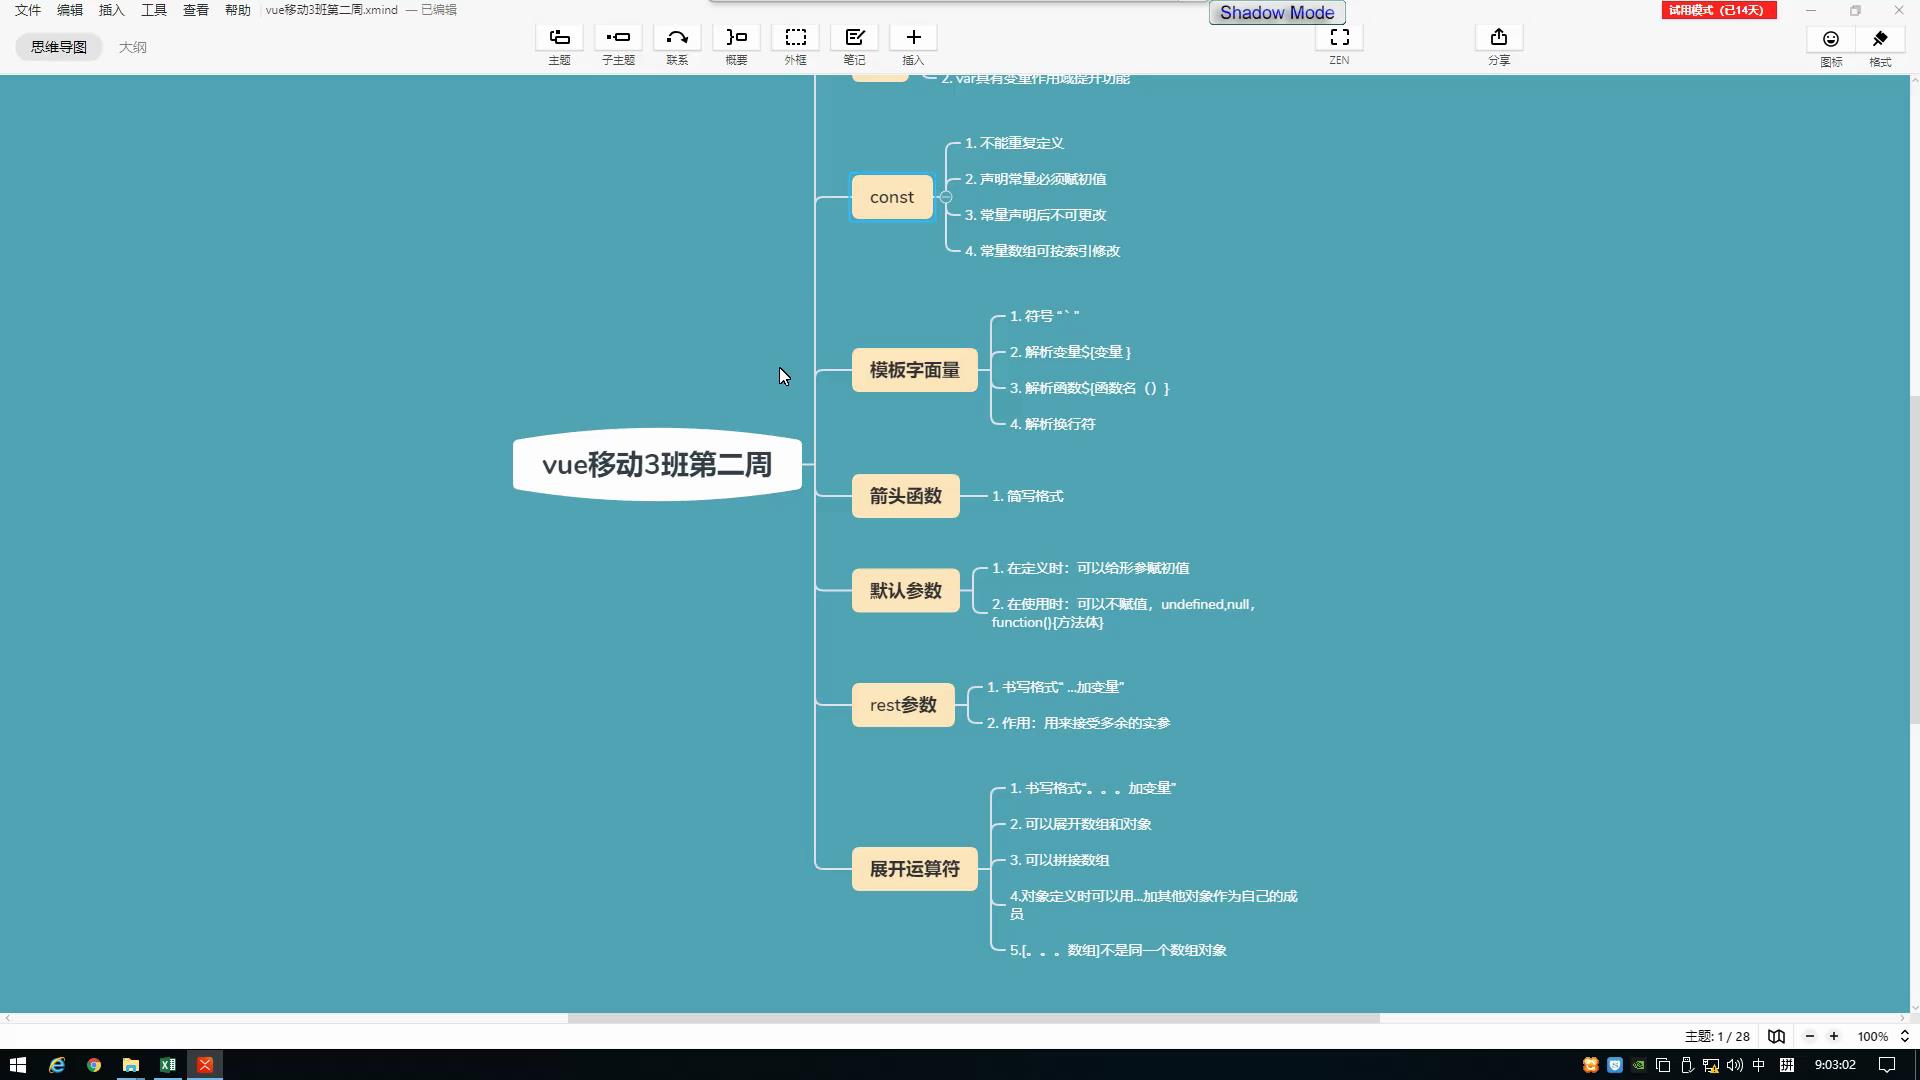 文件 编辑 插入 工具 查看 帮助 vue移动3班第二周.xmind — 已编辑
Shadow Mode
试用模式（已14天）
思维导图 大纲
主题 子主题 联系 概要 外框 笔记 插入 ZEN 分享 图标 格式
2. var具有变量作用域提升功能
const
1. 不能重复定义
2. 声明常量必须赋初值
3. 常量声明后不可更改
4. 常量数组可按索引修改
模板字面量
1. 符号 “ ` ”
2. 解析变量${变量 }
3. 解析函数${函数名（）}
4. 解析换行符
vue移动3班第二周
箭头函数
1. 简写格式
默认参数
1. 在定义时：可以给形参赋初值
2. 在使用时：可以不赋值，undefined,null，
function(){方法体}
rest参数
1. 书写格式“ ...加变量”
2. 作用：用来接受多余的实参
展开运算符
1. 书写格式“。。。加变量”
2. 可以展开数组和对象
3. 可以拼接数组
4.对象定义时可以用...加其他对象作为自己的成
员
5.[。。。数组]不是同一个数组对象
主题: 1 / 28 100%
中 拼 9:03:02